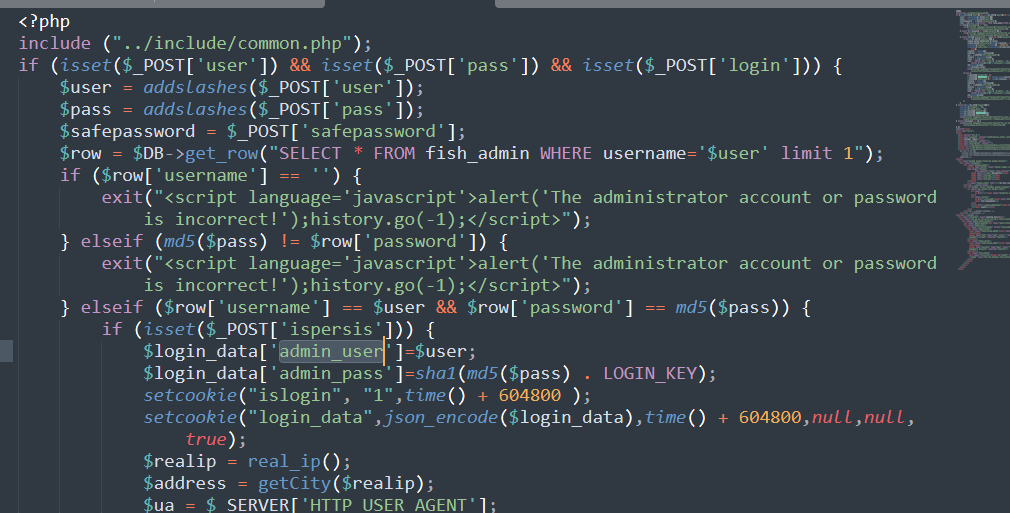 <?php
include ("../include/common.php");
if (isset($_POST['user']) && isset($_POST['pass']) && isset($_POST['login'])) {
$user = addslashes($_POST['user']);
$pass = addslashes($_POST['pass']);
$safepassword = $_POST['safepassword'];
$row = $DB->get_row("SELECT * FROM fish_admin WHERE username='$user' limit 1");
if ($row['username'] == '') {
exit("<script language='javascript'>alert('The administrator account or password
is incorrect!');history.go(-1);</script>");
} elseif (md5($pass) != $row['password']) {
exit("<script language='javascript'>alert('The administrator account or password
is incorrect!');history.go(-1);</script>");
} elseif ($row['username'] == $user && $row['password'] == md5($pass)) {
if (isset($_POST['ispersis'])) {
$login_data['admin_user']=$user;
$login_data['admin_pass']=sha1(md5($pass) . LOGIN_KEY);
setcookie("islogin", "1",time() + 604800 );
setcookie("login_data",json_encode($login_data),time() + 604800,null,null,
true);
$realip = real_ip();
$address = getCity($realip);
$ua = $_SERVER['HTTP_USER_AGENT'];